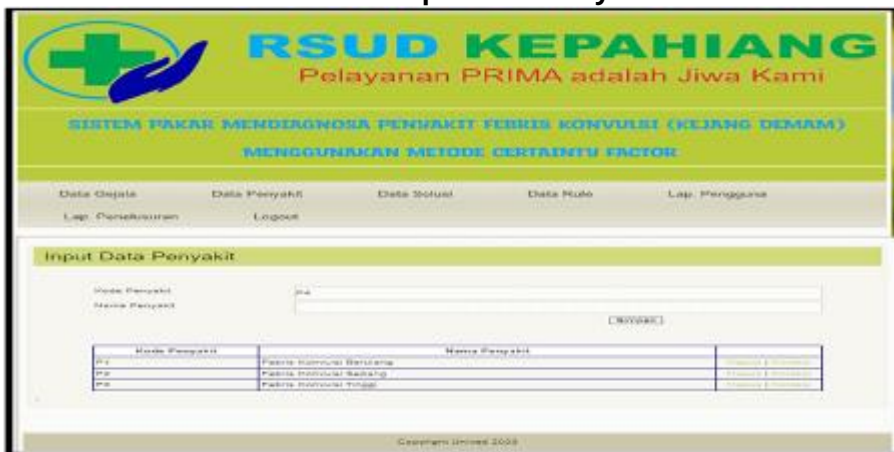 RSUD KEPAHIANG
Pelayanan PRIMA adalah Jiwa Kami
SISTEM PAKAR MENDIAGNOSA PENYAKIT FEBRIS KONVULSI (KEJANG DEMAM)
MENGGUNAKAN METODE CERTAINTY FACTOR
Data Gejala Data Penyakit Data Solusi Data Rule Lap. Pengguna
Lap. Penelusuran Logout
Input Data Penyakit
Kode Penyakit P4
Nama Penyakit
Simpan
Kode Penyakit Nama Penyakit
P1 Febris Konvulsi
P2 Febris Konvulsi Sedang
P3 Febris Konvulsi Tinggi
Copyright 2020